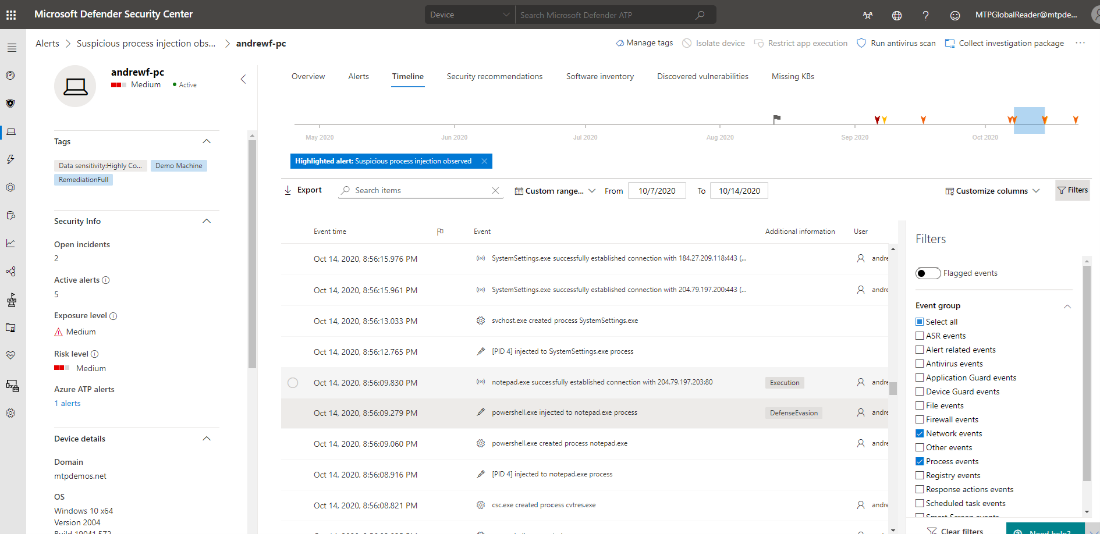 Microsoft Defender Security Center
Device
Search Microsoft Defender ATP
MTPGlobalReader@mtpde...
Alerts > Suspicious process injection obs... > andrewf-pc
Manage tags
Isolate device
Restrict app execution
Run antivirus scan
Collect investigation package
andrewf-pc
Medium
Active
Overview
Alerts
Timeline
Security recommendations
Software inventory
Discovered vulnerabilities
Missing KBs
May 2020
Jun 2020
Jul 2020
Aug 2020
Sep 2020
Oct 2020
Tags
Data sensitivity:Highly Co...
Demo Machine
RemediationFull
Highlighted alert: Suspicious process injection observed
Export
Search items
Custom range...
From
10/7/2020
To
10/14/2020
Customize columns
Filters
Security Info
Open incidents
2
Active alerts
5
Exposure level
Medium
Risk level
Medium
Azure ATP alerts
1 alerts
Device details
Domain
mtpdemos.net
OS
Windows 10 x64
Version 2004
Build 19041.572
Event time
Event
Additional information
User
Oct 14, 2020, 8:56:15.976 PM
SystemSettings.exe successfully established connection with 184.27.209.118:443 (...
andre
Oct 14, 2020, 8:56:15.961 PM
SystemSettings.exe successfully established connection with 204.79.197.200:443 (...
andre
Oct 14, 2020, 8:56:13.033 PM
svchost.exe created process SystemSettings.exe
Oct 14, 2020, 8:56:12.765 PM
[PID 4] injected to SystemSettings.exe process
Oct 14, 2020, 8:56:09.830 PM
notepad.exe successfully established connection with 204.79.197.203:80
Execution
andre
Oct 14, 2020, 8:56:09.279 PM
powershell.exe injected to notepad.exe process
DefenseEvasion
andre
Oct 14, 2020, 8:56:09.060 PM
powershell.exe created process notepad.exe
andre
Oct 14, 2020, 8:56:08.916 PM
[PID 4] injected to notepad.exe process
Oct 14, 2020, 8:56:08.821 PM
csc.exe created process cvtres.exe
andre
Filters
Flagged events
Event group
Select all
ASR events
Alert related events
Antivirus events
Application Guard events
Device Guard events
File events
Firewall events
Network events
Other events
Process events
Registry events
Response actions events
Scheduled task events
Smart Screen events
Clear filters
Need help?